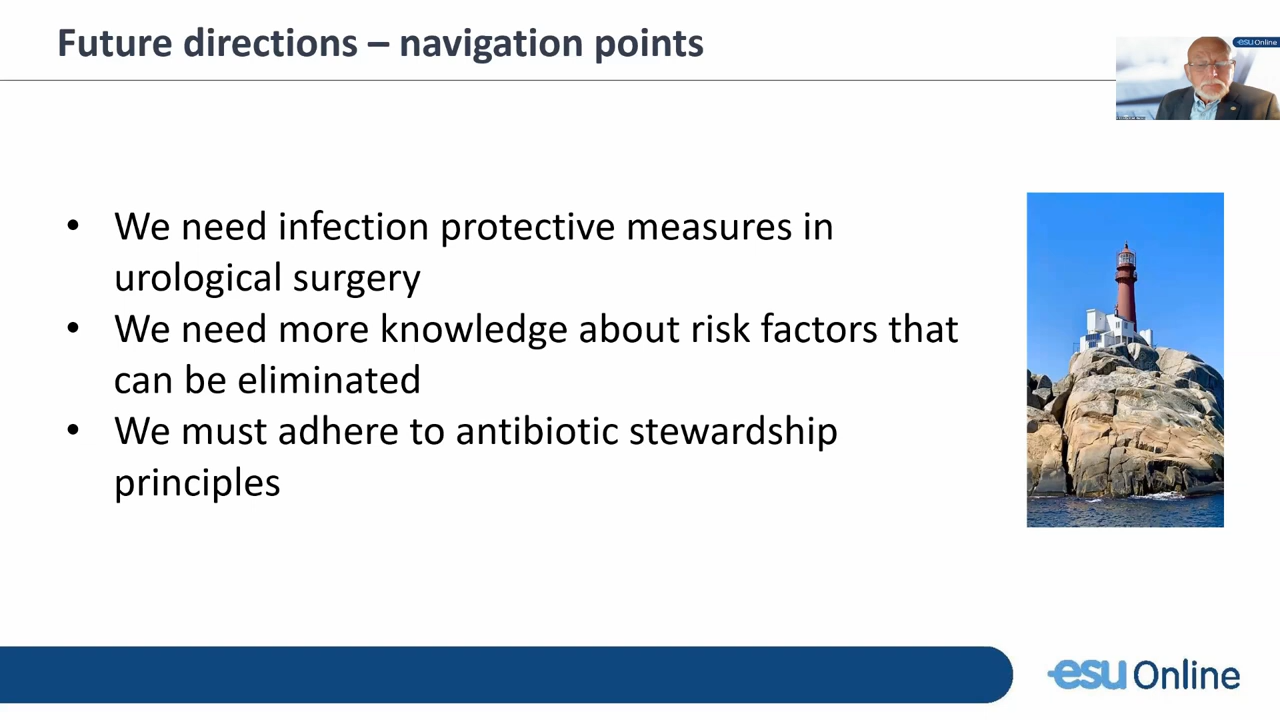 Future directions – navigation points
esu Online
• We need infection protective measures in
urological surgery
• We need more knowledge about risk factors that
can be eliminated
• We must adhere to antibiotic stewardship
principles
esu Online